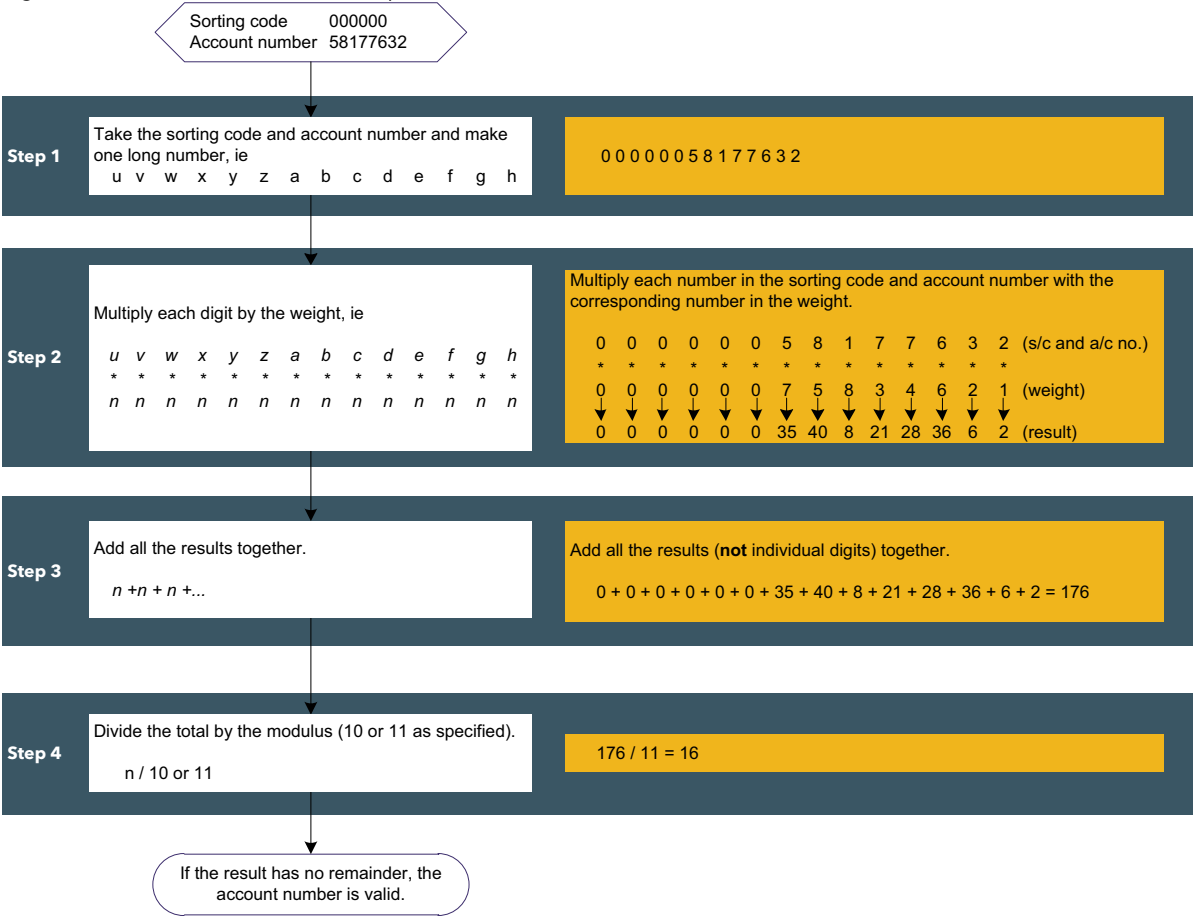 Sorting code 000000
Account number 58177632
Step 1
Take the sorting code and account number and make
one long number, ie
u v w x y z a b c d e f g h
0 0 0 0 0 0 5 8 1 7 7 6 3 2
Step 2
Multiply each digit by the weight, ie
u v w x y z a b c d e f g h
* * * * * * * * * * * * * *
n n n n n n n n n n n n n n
Multiply each number in the sorting code and account number with the
corresponding number in the weight.
0 0 0 0 0 0 5 8 1 7 7 6 3 2 (s/c and a/c no.)
* * * * * * * * * * * * * *
0 0 0 0 0 0 7 5 8 3 4 6 2 1 (weight)
0 0 0 0 0 0 35 40 8 21 28 36 6 2 (result)
Step 3
Add all the results together.
n +n + n +...
Add all the results (not individual digits) together.
0 + 0 + 0 + 0 + 0 + 0 + 35 + 40 + 8 + 21 + 28 + 36 + 6 + 2 = 176
Step 4
Divide the total by the modulus (10 or 11 as specified).
n / 10 or 11
176 / 11 = 16
If the result has no remainder, the
account number is valid.